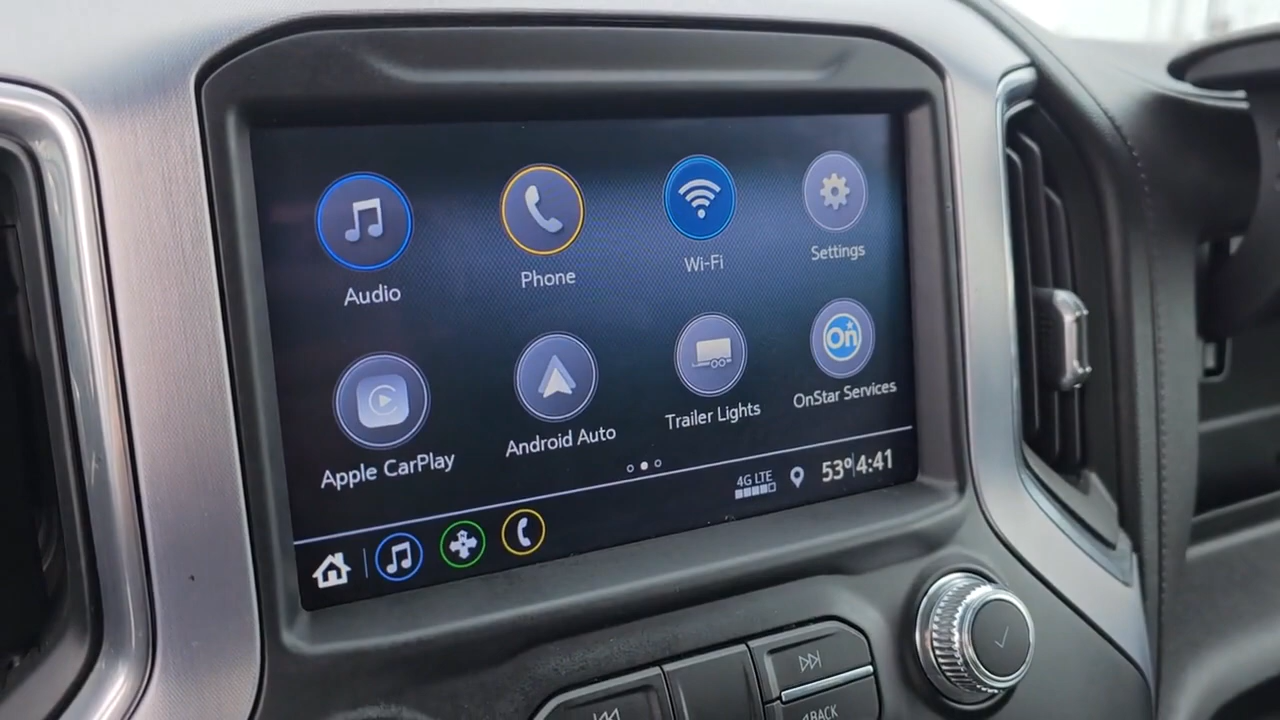 Audio
Phone
Wi-Fi
Settings
Apple CarPlay
Android Auto
Trailer Lights
On
OnStar Services
4G LTE
53° 4:41
BACK